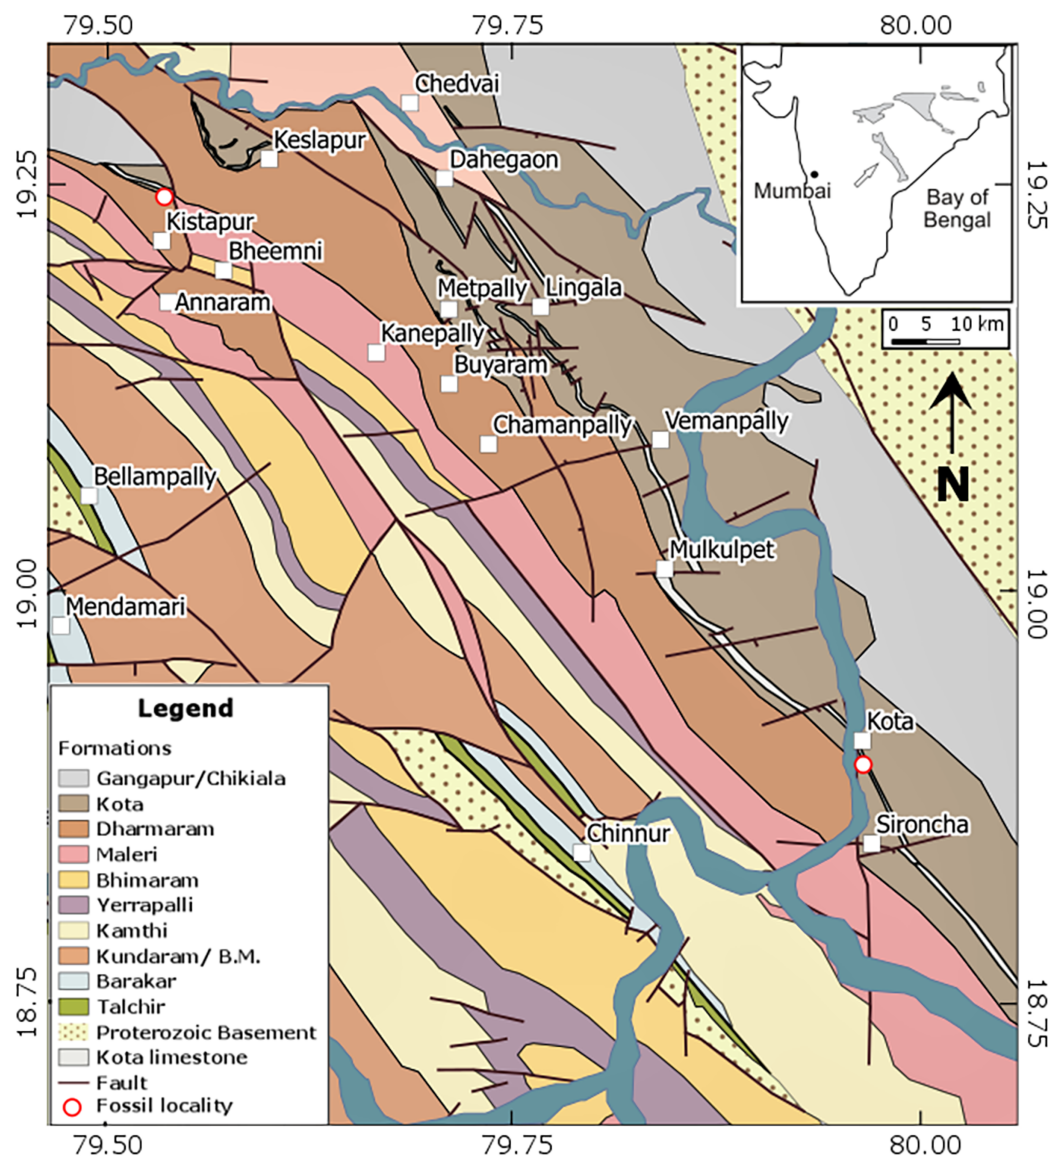 79.50
79.75
80.00
Chedvai
Keslapur
Dahegaon
19.25
19.25
Mumbai
Bay of
Bengal
Kistapur
Bheemni
Metpally
Lingala
Annaram
Kanepally
0 5 10 km
Buyaram
Chamanpally
Vemanpally
Bellampally
N
Mulkulpet
19.00
19.00
Mendamari
Kota
Sironcha
Chinnur
Legend
Formations
Gangapur/Chikiala
Kota
Dharmaram
Maleri
Bhimaram
Yerrapalli
Kamthi
Kundaram/ B.M.
Barakar
Talchir
Proterozoic Basement
Kota limestone
Fault
Fossil locality
18.75
18.75
79.50
79.75
80.00